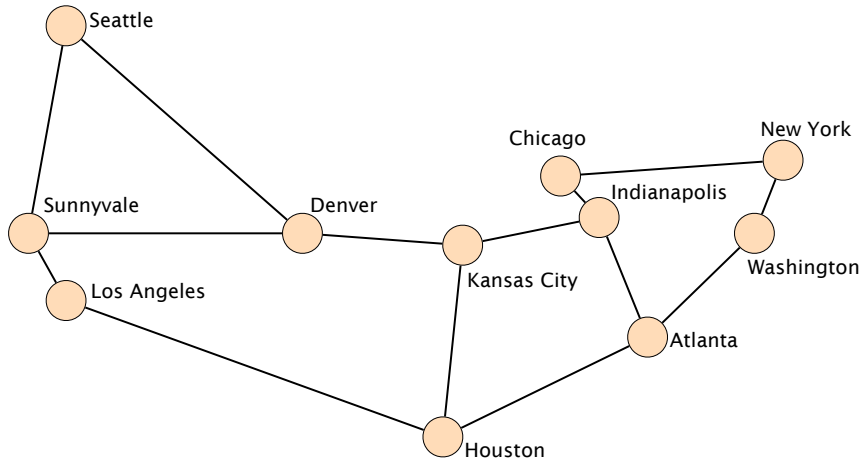 Seattle
New York
Chicago
Indianapolis
Sunnyvale
Denver
Washington
Kansas City
Los Angeles
Atlanta
Houston